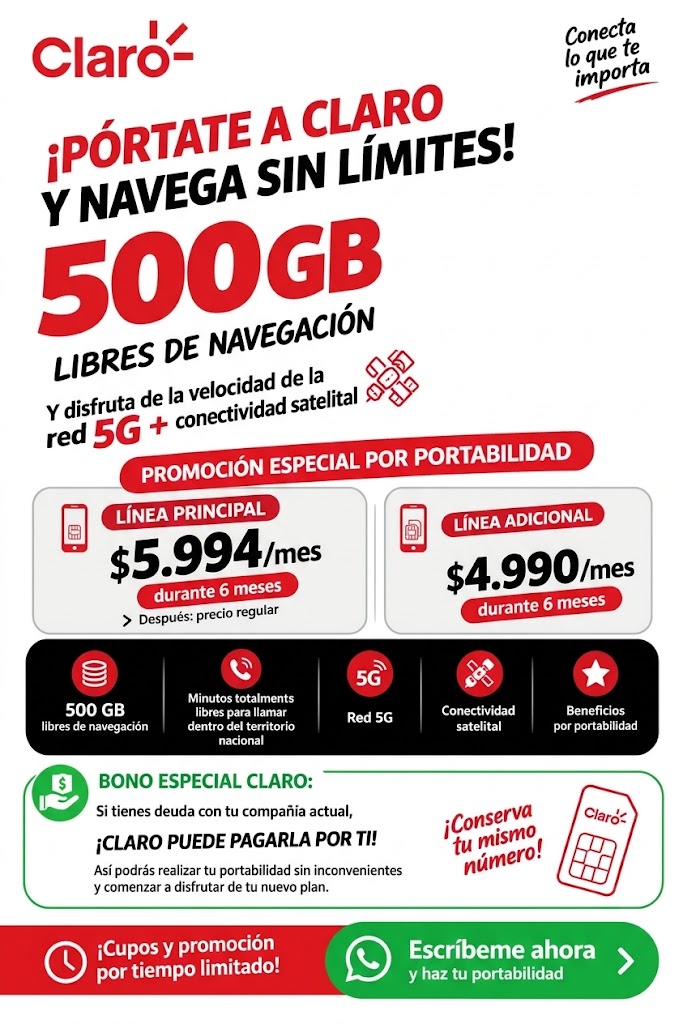 Claro
Conecta
lo que te
importa
¡PÓRTATE A CLARO
Y NAVEGA SIN LÍMITES!
500 GB
LIBRES DE NAVEGACIÓN
Y disfruta de la velocidad de la
red 5G + conectividad satelital
PROMOCIÓN ESPECIAL POR PORTABILIDAD
LÍNEA PRINCIPAL
$5.994/mes
durante 6 meses
> Después: precio regular
LÍNEA ADICIONAL
$4.990/mes
durante 6 meses
500 GB
libres de navegación
Minutos totalments
libres para llamar
dentro del territorio
nacional
5G
Red 5G
Conectividad
satelital
Beneficios
por portabilidad
$
BONO ESPECIAL CLARO:
Si tienes deuda con tu compañia actual,
¡CLARO PUEDE PAGARLA POR TI!
Así podrás realizar tu portabilidad sin inconvenientes
y comenzar a disfrutar de tu nuevo plan.
¡Conserva
tu mismo
número!
Claro
¡Cupos y promoción
por tiempo limitado!
Escríbeme ahora
y haz tu portabilidad